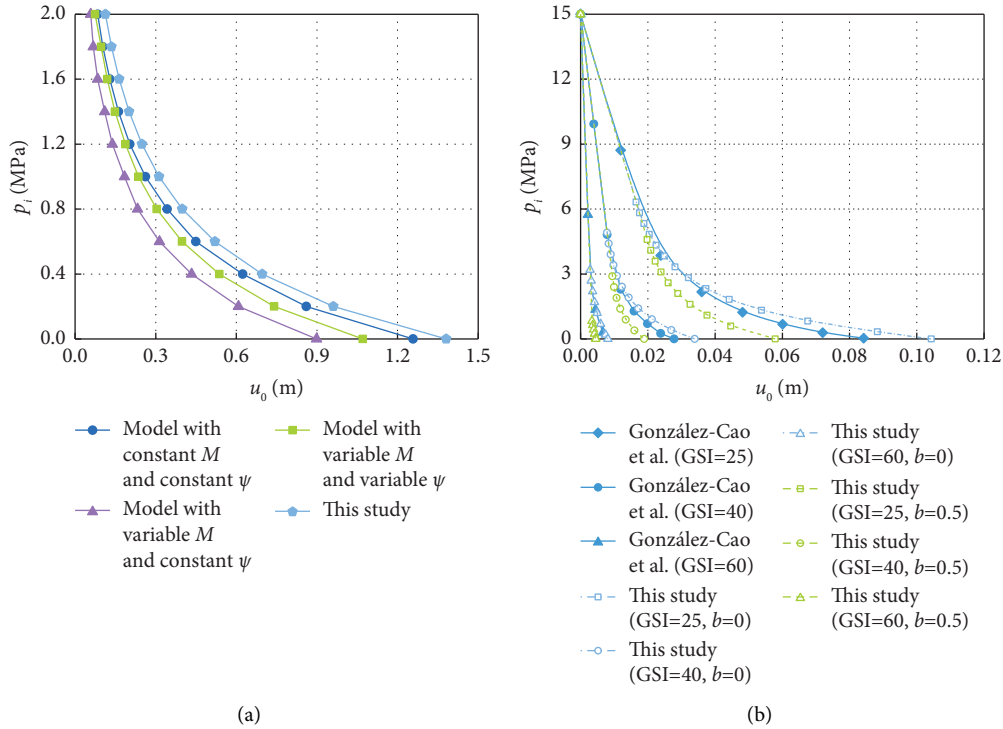 2.0
1.6
1.2
0.8
0.4
0.0
p_i (MPa)
0.0 0.3 0.6 0.9 1.2 1.5
u_0 (m)
Model with
constant M
and constant ψ
Model with
variable M
and constant ψ
Model with
variable M
and variable ψ
This study
(a)
15
12
9
6
3
0
p_i (MPa)
0.00 0.02 0.04 0.06 0.08 0.10 0.12
u_0 (m)
González-Cao
et al. (GSI=25)
González-Cao
et al. (GSI=40)
González-Cao
et al. (GSI=60)
This study
(GSI=25, b=0)
This study
(GSI=40, b=0)
This study
(GSI=60, b=0)
This study
(GSI=25, b=0.5)
This study
(GSI=40, b=0.5)
This study
(GSI=60, b=0.5)
(b)